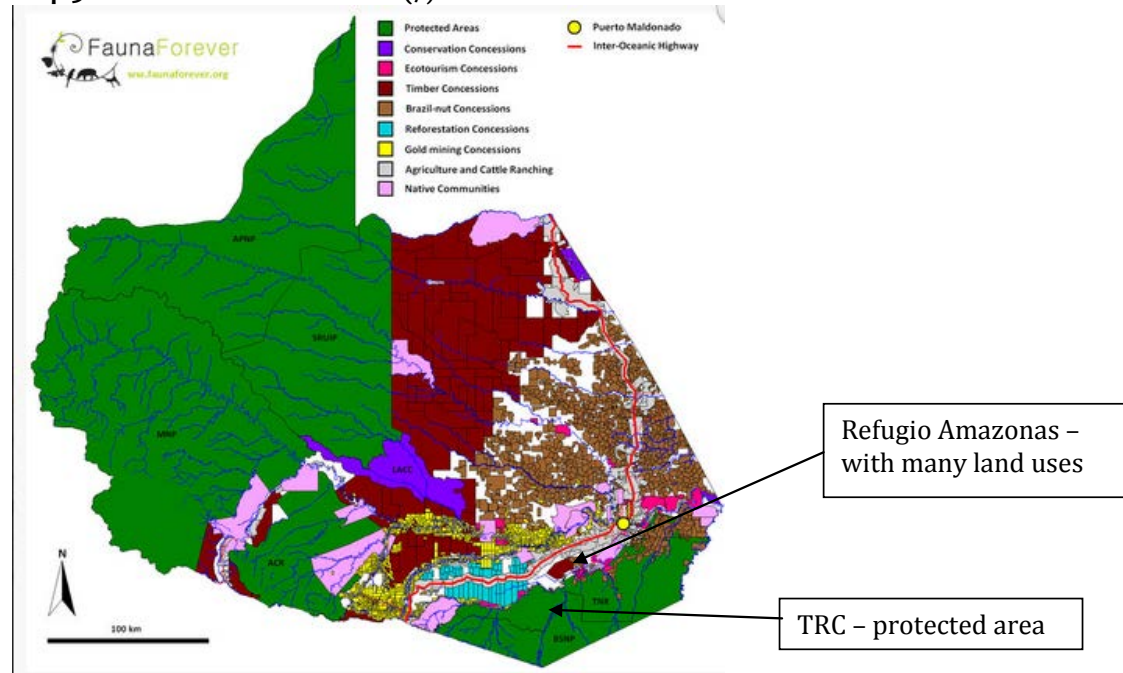 FaunaForever
www.faunaforever.org
Protected Areas
Conservation Concessions
Ecotourism Concessions
Timber Concessions
Brazil-nut Concessions
Reforestation Concessions
Gold mining Concessions
Agriculture and Cattle Ranching
Native Communities
Puerto Maldonado
Inter-Oceanic Highway
APNP
SRUIP
MNP
LACC
ACR
TNR
BSNP
N
100 km
Refugio Amazonas –
with many land uses
TRC – protected area